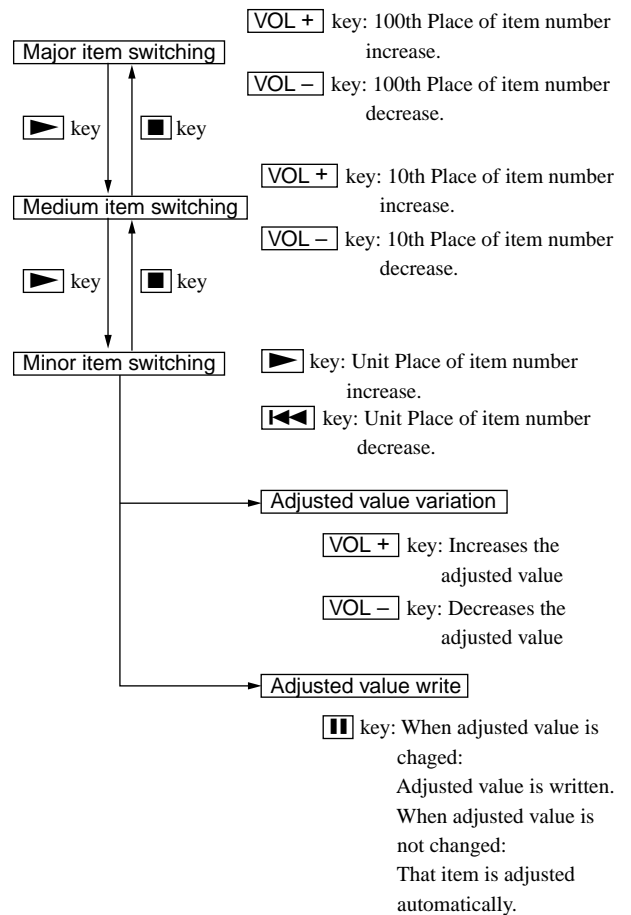 VOL + key: 100th Place of item number
increase.
Major item switching
VOL – key: 100th Place of item number
decrease.
key
key
VOL + key: 10th Place of item number
increase.
Medium item switching
VOL – key: 10th Place of item number
decrease.
key
key
Minor item switching
key: Unit Place of item number
increase.
key: Unit Place of item number
decrease.
Adjusted value variation
VOL + key: Increases the
adjusted value
VOL – key: Decreases the
adjusted value
Adjusted value write
key: When adjusted value is
chaged:
Adjusted value is written.
When adjusted value is
not changed:
That item is adjusted
automatically.